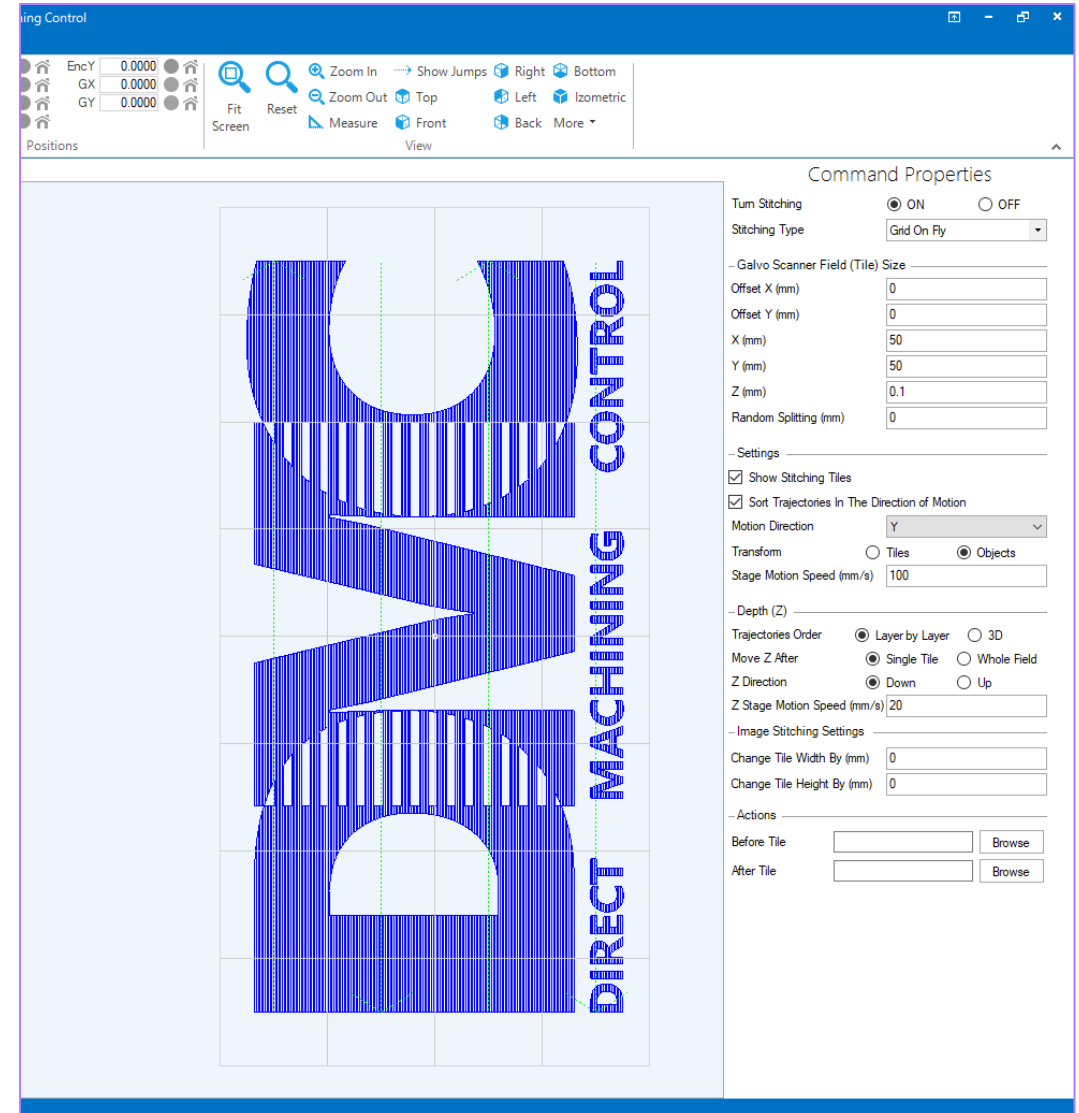 ing Control
EncY 0.0000
GX 0.0000
GY 0.0000
Positions
Fit Screen
Reset
Zoom In
Zoom Out
Measure
Show Jumps
Top
Front
Right
Left
Back
Bottom
Izometric
More
View
DMC
DIRECT MACHINING CONTROL
Command Properties
Turn Stitching ON OFF
Stitching Type Grid On Fly
Galvo Scanner Field (Tile) Size
Offset X (mm) 0
Offset Y (mm) 0
X (mm) 50
Y (mm) 50
Z (mm) 0.1
Random Splitting (mm) 0
Settings
Show Stitching Tiles
Sort Trajectories In The Direction of Motion
Motion Direction Y
Transform Tiles Objects
Stage Motion Speed (mm/s) 100
Depth (Z)
Trajectories Order Layer by Layer 3D
Move Z After Single Tile Whole Field
Z Direction Down Up
Z Stage Motion Speed (mm/s) 20
Image Stitching Settings
Change Tile Width By (mm) 0
Change Tile Height By (mm) 0
Actions
Before Tile Browse
After Tile Browse